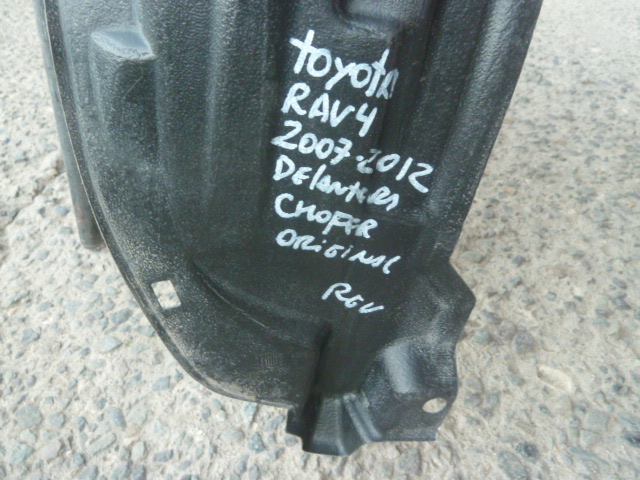 toyota
RAV4
2007-2012
DELANTERA
CHOFER
ORIGINAL
REV